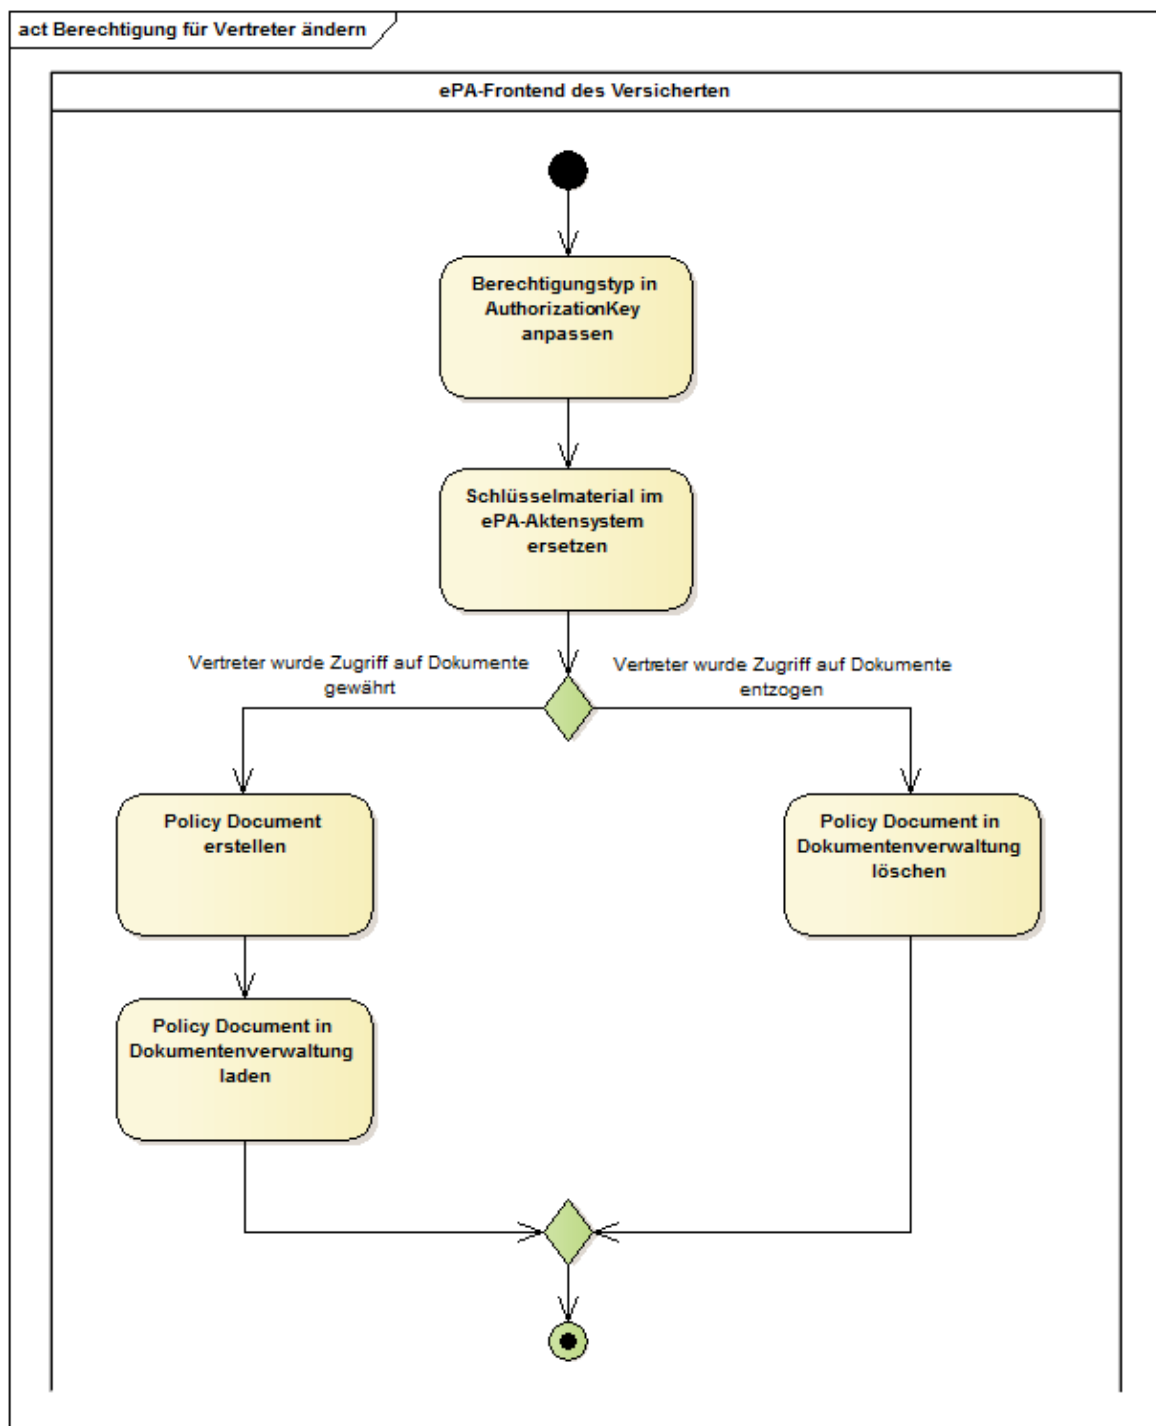 act Berechtigung für Vertreter ändern
ePA-Frontend des Versicherten
Berechtigungstyp in
AuthorizationKey
anpassen
Schlüsselmaterial im
ePA-Aktensystem
ersetzen
Vertreter wurde Zugriff auf Dokumente
gewährt
Vertreter wurde Zugriff auf Dokumente
entzogen
Policy Document
erstellen
Policy Document in
Dokumentenverwaltung
löschen
Policy Document in
Dokumentenverwaltung
laden